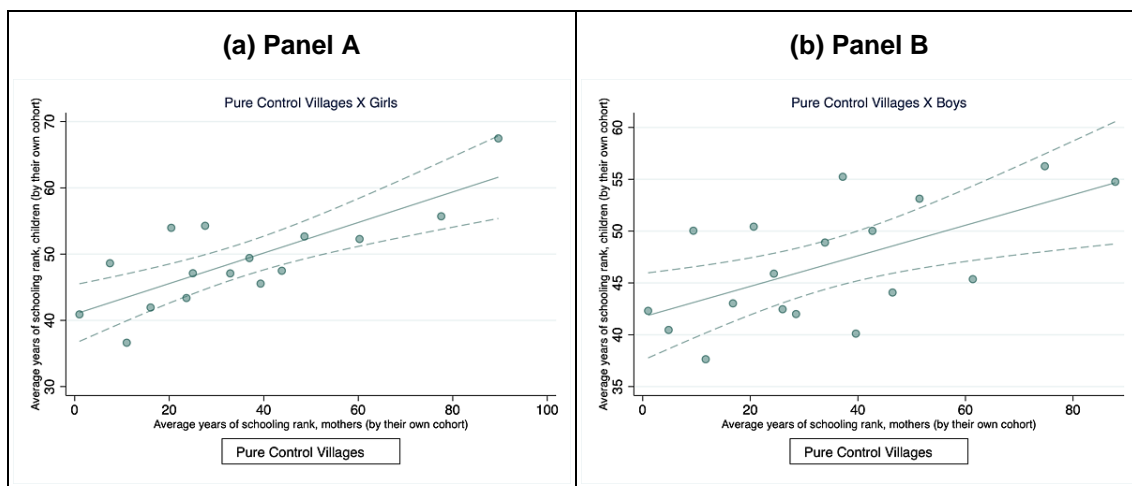 (a) Panel A
Pure Control Villages X Girls
Average years of schooling rank, children (by their own cohort)
70
60
50
40
30
0 20 40 60 80 100
Average years of schooling rank, mothers (by their own cohort)
Pure Control Villages
(b) Panel B
Pure Control Villages X Boys
Average years of schooling rank, children (by their own cohort)
60
55
50
45
40
35
0 20 40 60 80
Average years of schooling rank, mothers (by their own cohort)
Pure Control Villages